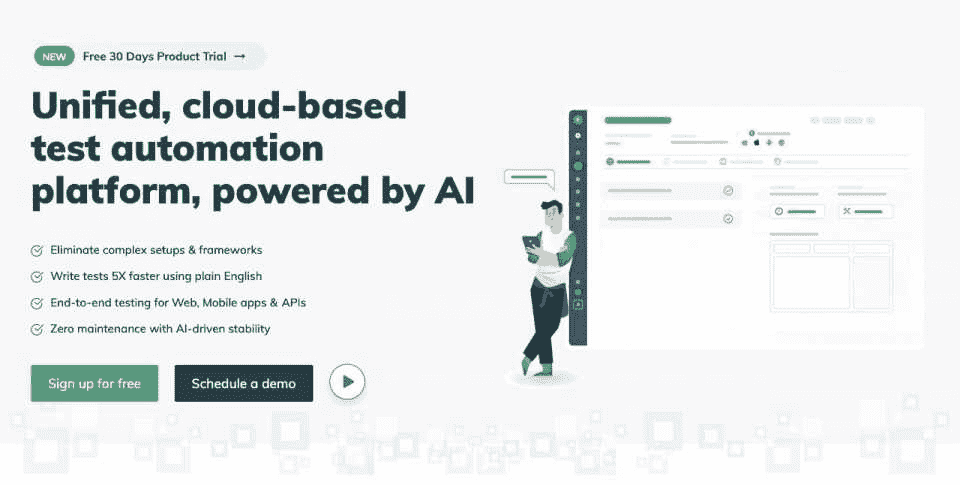 NEW Free 30 Days Product Trial →
Unified, cloud-based
test automation
platform, powered by AI
Eliminate complex setups & frameworks
Write tests 5X faster using plain English
End-to-end testing for Web, Mobile apps & APIs
Zero maintenance with AI-driven stability
Sign up for free
Schedule a demo